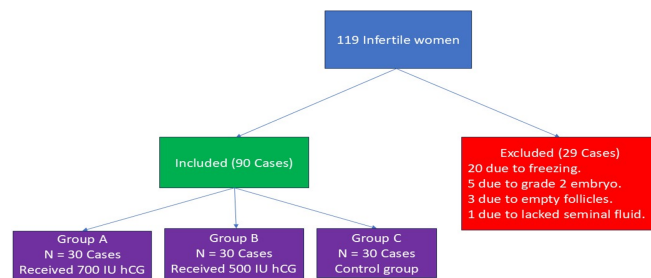 119 Infertile women
Included (90 Cases)
Excluded (29 Cases)
20 due to freezing.
5 due to grade 2 embryo.
3 due to empty follicles.
1 due to lacked seminal fluid.
Group A
N = 30 Cases
Received 700 IU hCG
Group B
N = 30 Cases
Received 500 IU hCG
Group C
N = 30 Cases
Control group